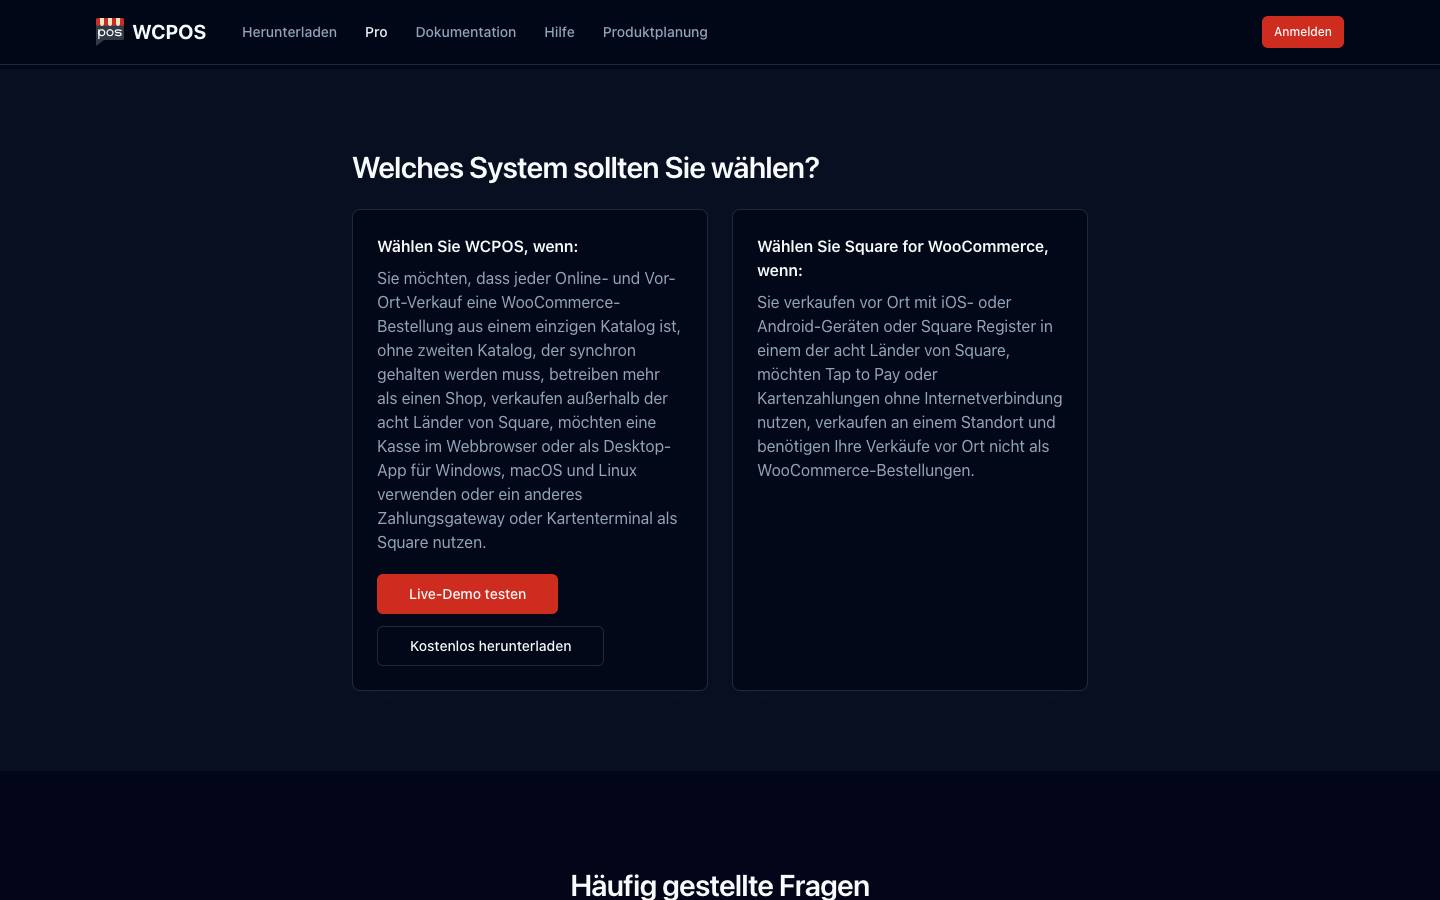 pos WCPOS
Herunterladen
Pro
Dokumentation
Hilfe
Produktplanung
Anmelden
Welches System sollten Sie wählen?
Wählen Sie WCPOS, wenn:
Sie möchten, dass jeder Online- und Vor-
Ort-Verkauf eine WooCommerce-
Bestellung aus einem einzigen Katalog ist,
ohne zweiten Katalog, der synchron
gehalten werden muss, betreiben mehr
als einen Shop, verkaufen außerhalb der
acht Länder von Square, möchten eine
Kasse im Webbrowser oder als Desktop-
App für Windows, macOS und Linux
verwenden oder ein anderes
Zahlungsgateway oder Kartenterminal als
Square nutzen.
Live-Demo testen
Kostenlos herunterladen
Wählen Sie Square for WooCommerce,
wenn:
Sie verkaufen vor Ort mit iOS- oder
Android-Geräten oder Square Register in
einem der acht Länder von Square,
möchten Tap to Pay oder
Kartenzahlungen ohne Internetverbindung
nutzen, verkaufen an einem Standort und
benötigen Ihre Verkäufe vor Ort nicht als
WooCommerce-Bestellungen.
Häufig gestellte Fragen